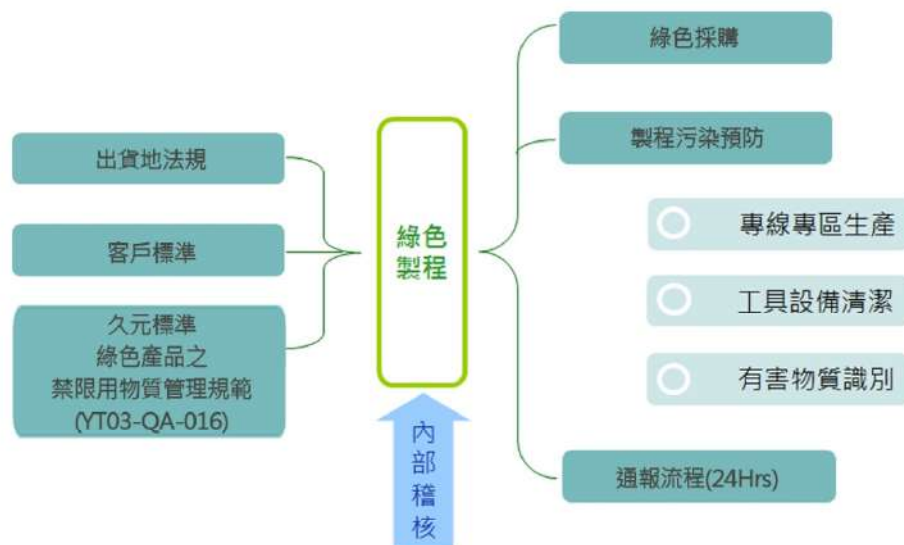 出貨地法規
客戶標準
久元標準
綠色產品之
禁限用物質管理規範
(YT03-QA-016)
綠色
製程
內
部
稽
核
綠色採購
製程污染預防
專線專區生產
工具設備清潔
有害物質識別
通報流程(24Hrs)